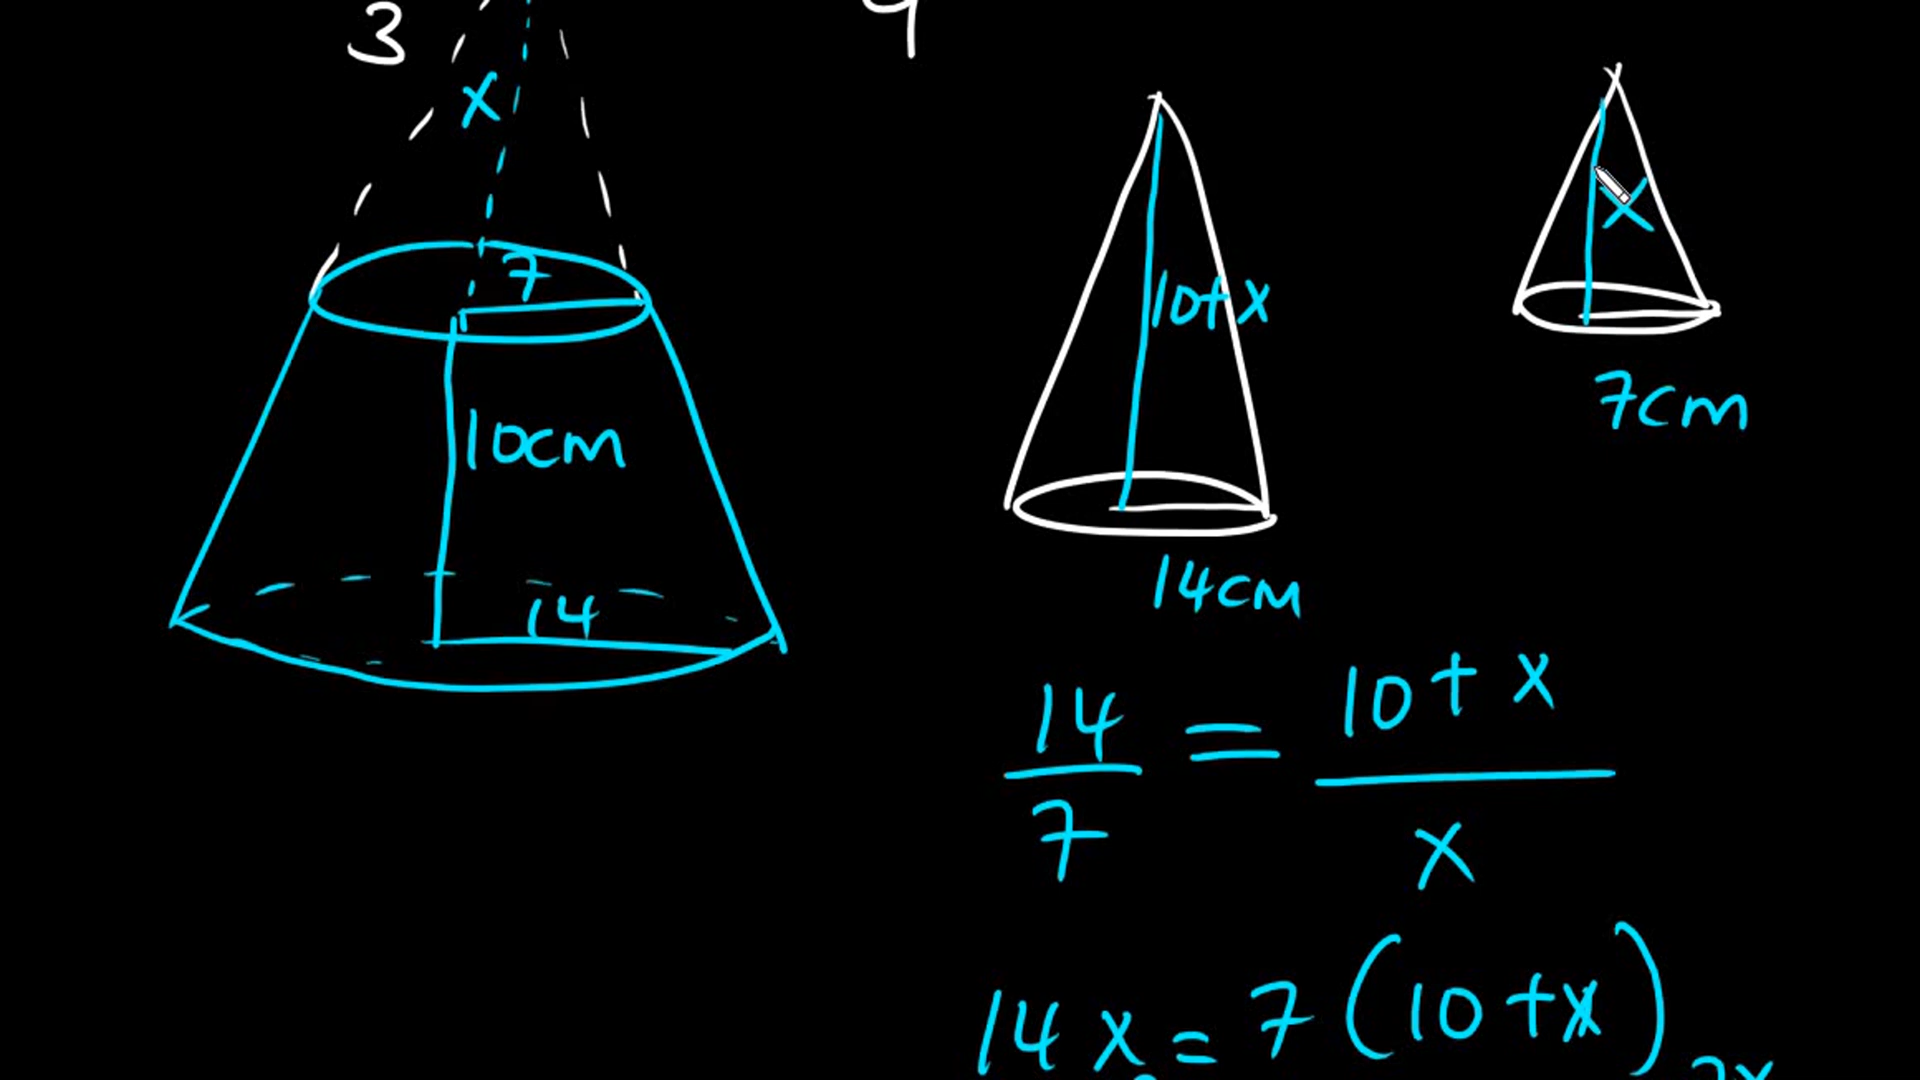 3
x
7
10cm
14
10+x
14cm
x
7cm
14/7 = 10+x/x
14x = 7(10+x)